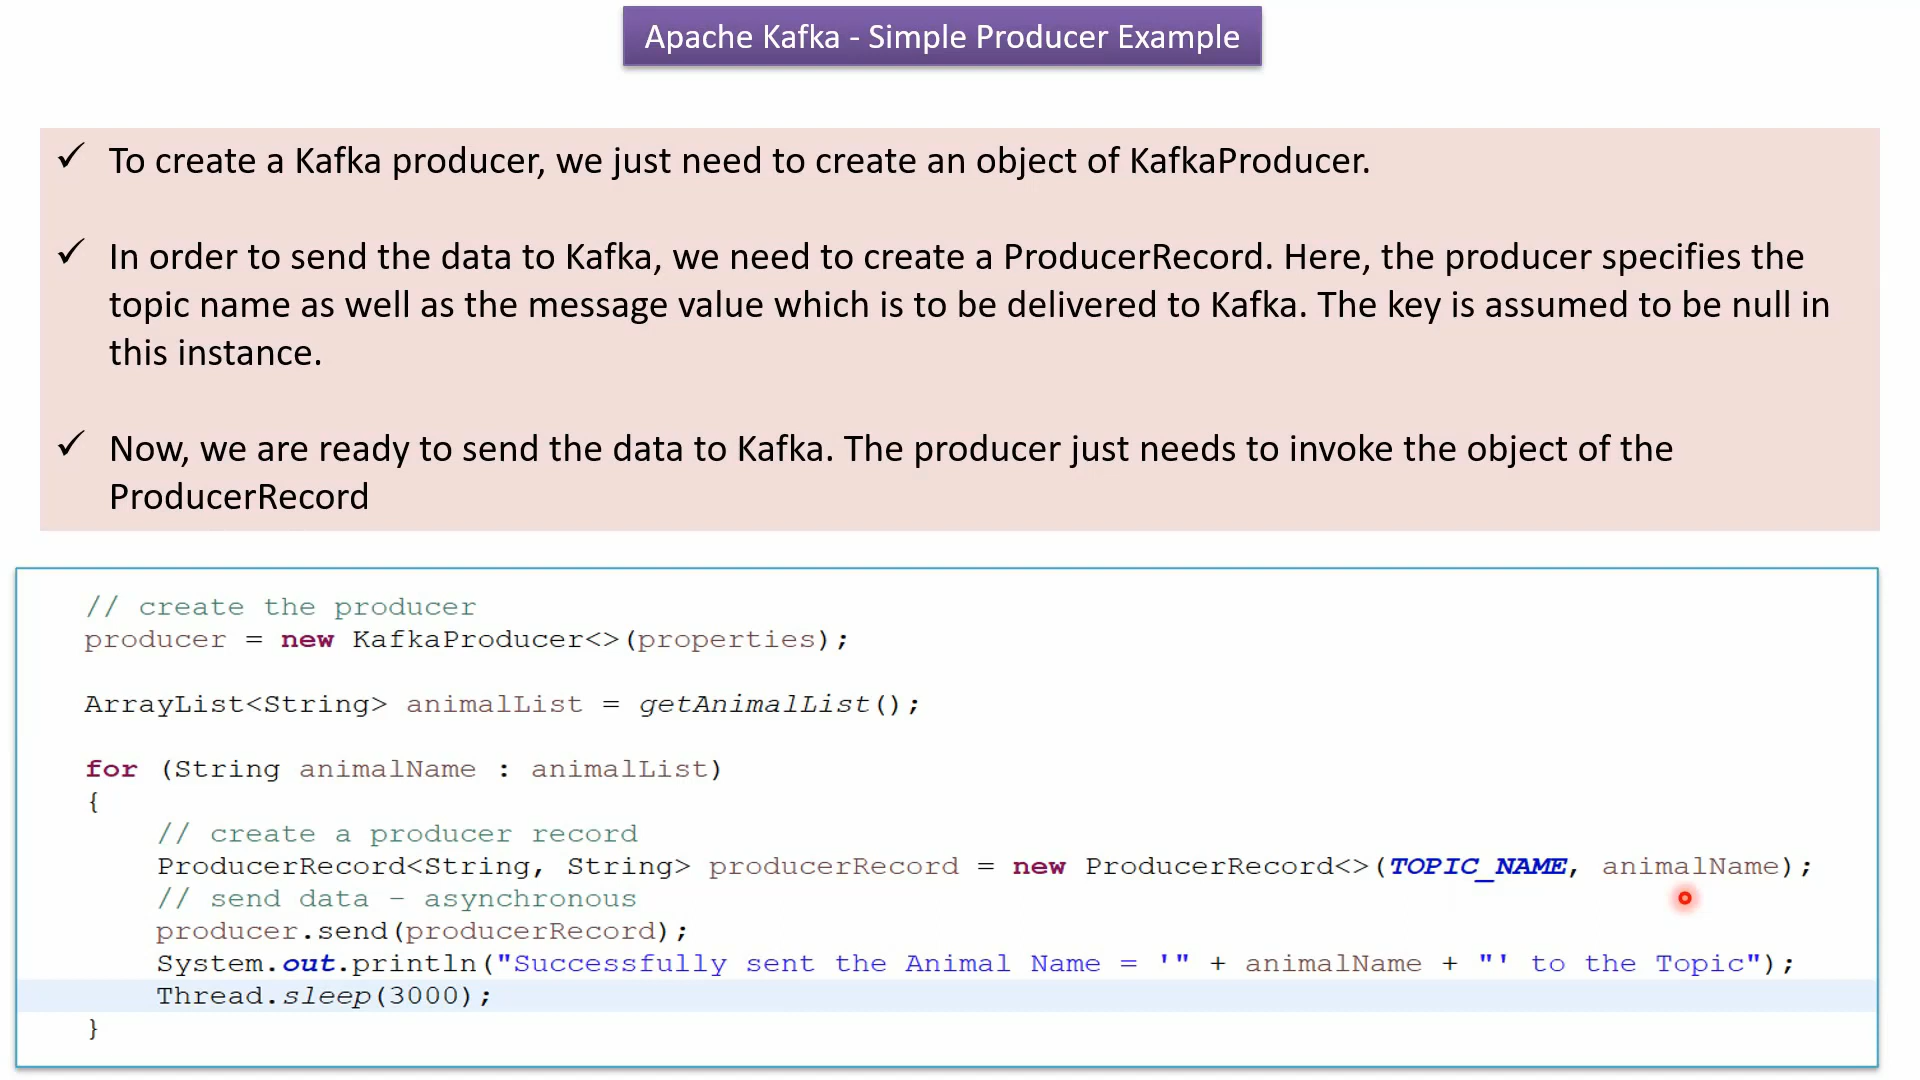 Apache Kafka - Simple Producer Example
✓ To create a Kafka producer, we just need to create an object of KafkaProducer.
✓ In order to send the data to Kafka, we need to create a ProducerRecord. Here, the producer specifies the
topic name as well as the message value which is to be delivered to Kafka. The key is assumed to be null in
this instance.
✓ Now, we are ready to send the data to Kafka. The producer just needs to invoke the object of the
ProducerRecord
// create the producer
producer = new KafkaProducer<>(properties);
ArrayList<String> animalList = getAnimalList();
for (String animalName : animalList)
{
// create a producer record
ProducerRecord<String, String> producerRecord = new ProducerRecord<>(TOPIC_NAME, animalName);
// send data - asynchronous
producer.send(producerRecord);
System.out.println("Successfully sent the Animal Name = '" + animalName + "' to the Topic");
Thread.sleep(3000);
}